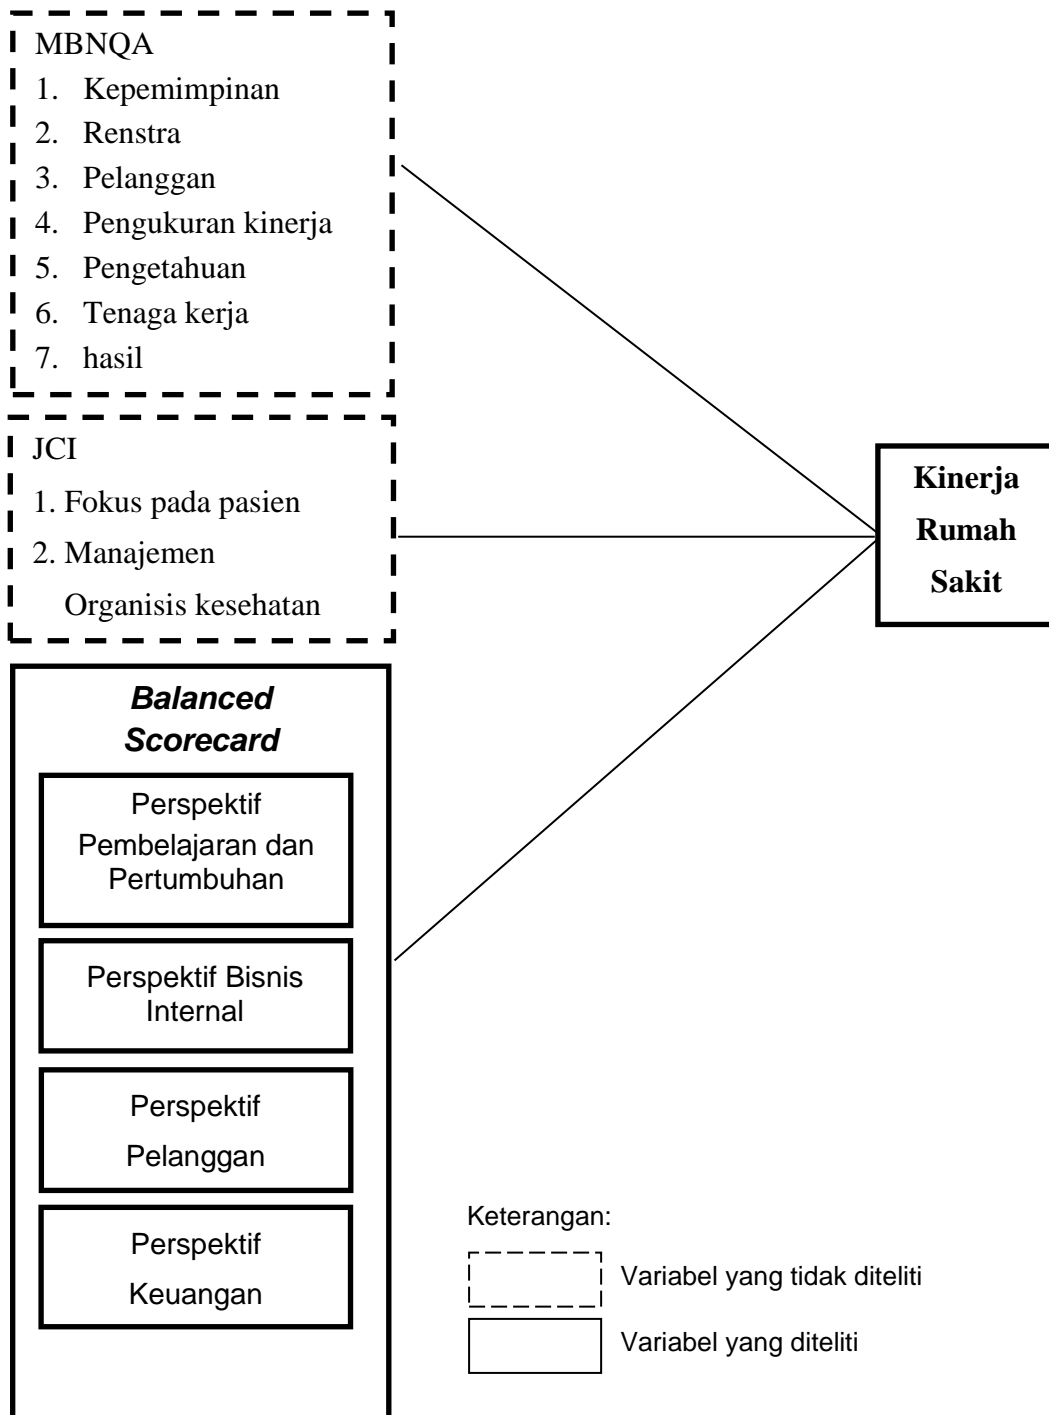 MBNQA
1. Kepemimpinan
2. Renstra
3. Pelanggan
4. Pengukuran kinerja
5. Pengetahuan
6. Tenaga kerja
7. hasil
JCI
1. Fokus pada pasien
2. Manajemen
Organisis kesehatan
Kinerja
Rumah
Sakit
Balanced
Scorecard
Perspektif
Pembelajaran dan
Pertumbuhan
Perspektif Bisnis
Internal
Perspektif
Pelanggan
Perspektif
Keuangan
Keterangan:
Variabel yang tidak diteliti
Variabel yang diteliti